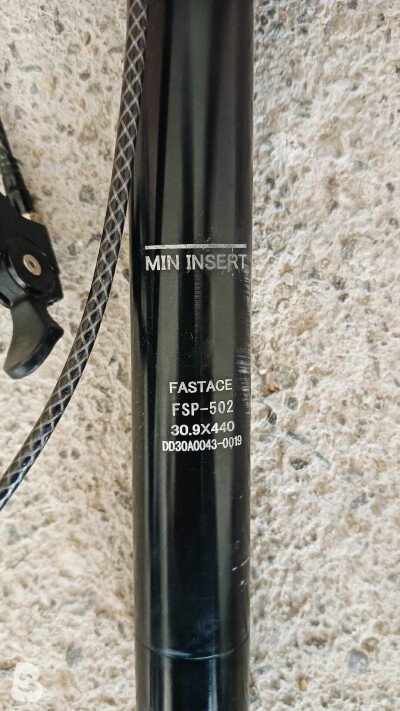 MIN INSERT
FASTACE
FSP-502
30.9X440
DD30A0043-0019